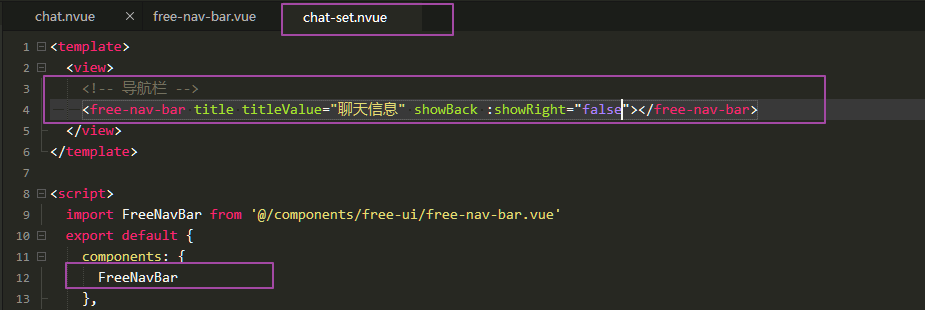 chat.nvue × free-nav-bar.vue chat-set.nvue
1 <template>
2 <view>
3 <!-- 导航栏 -->
4 <free-nav-bar title titleValue="聊天信息" showBack :showRight="false"></free-nav-bar>
5 </view>
6 </template>
7
8 <script>
9 import FreeNavBar from '@/components/free-ui/free-nav-bar.vue'
10 export default {
11 components: {
12 FreeNavBar
13 },